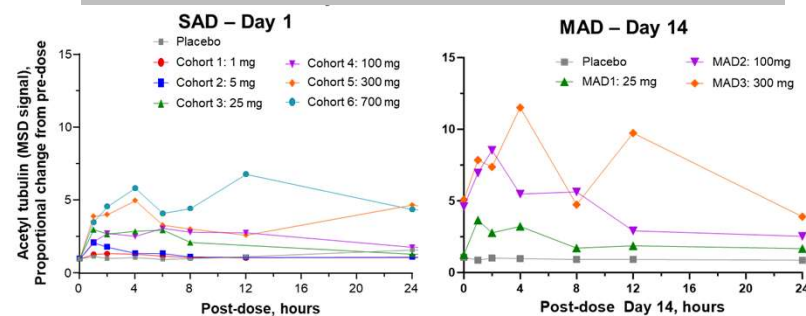 SAD – Day 1
Placebo
Cohort 1: 1 mg
Cohort 2: 5 mg
Cohort 3: 25 mg
Cohort 4: 100 mg
Cohort 5: 300 mg
Cohort 6: 700 mg
Acetyl tubulin (MSD signal),
Proportional change from pre-dose
15
10
5
0
0 4 8 12 16 20 24
Post-dose, hours
MAD – Day 14
Placebo
MAD1: 25 mg
MAD2: 100mg
MAD3: 300 mg
15
10
5
0
0 4 8 12 16 20 24
Post-dose Day 14, hours